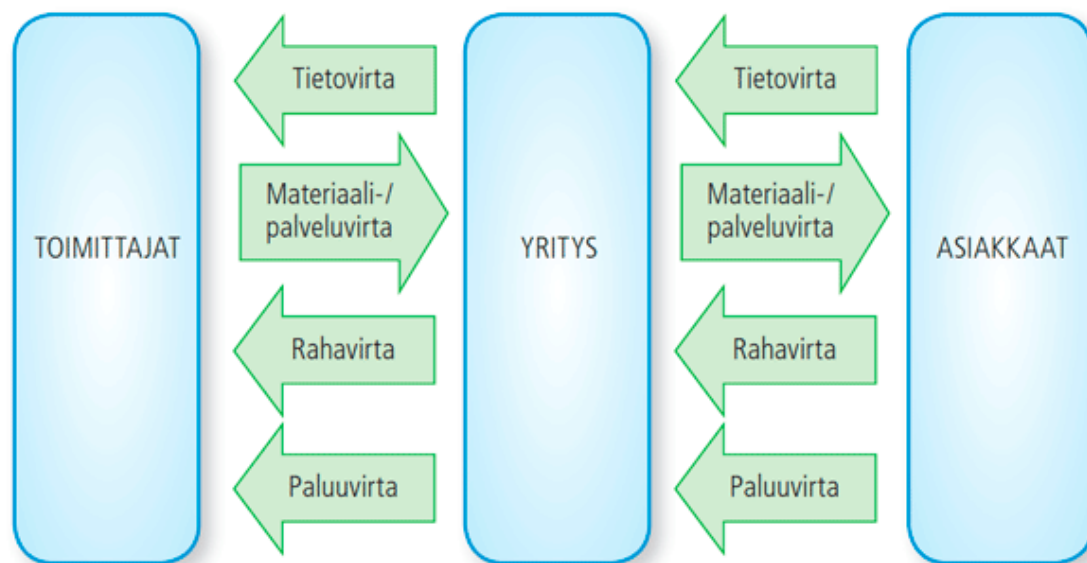 Tietovirta
Tietovirta
Materiaali-/
palveluvirta
Materiaali-/
palveluvirta
TOIMITTAJAT
YRITYS
ASIAKKAAT
Rahavirta
Rahavirta
Paluuvirta
Paluuvirta